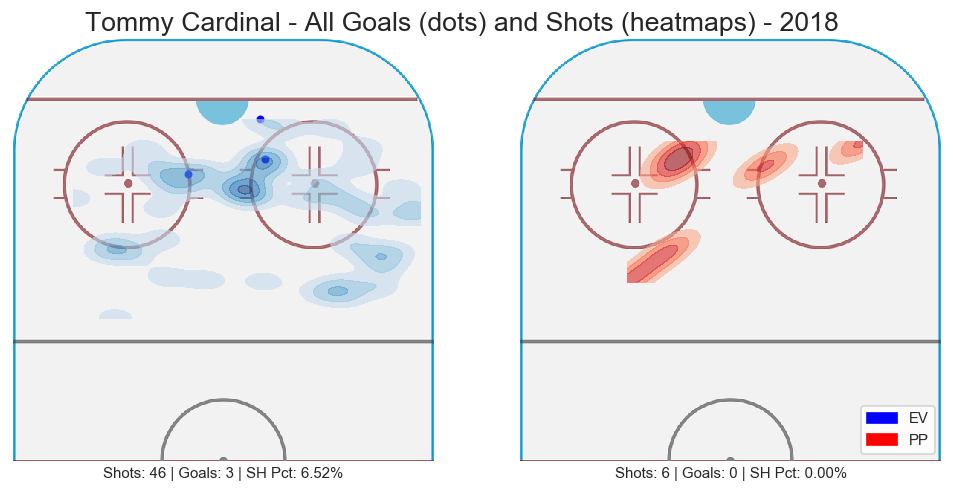 Tommy Cardinal - All Goals (dots) and Shots (heatmaps) - 2018
EV
PP
Shots: 46 | Goals: 3 | SH Pct: 6.52%
Shots: 6 | Goals: 0 | SH Pct: 0.00%